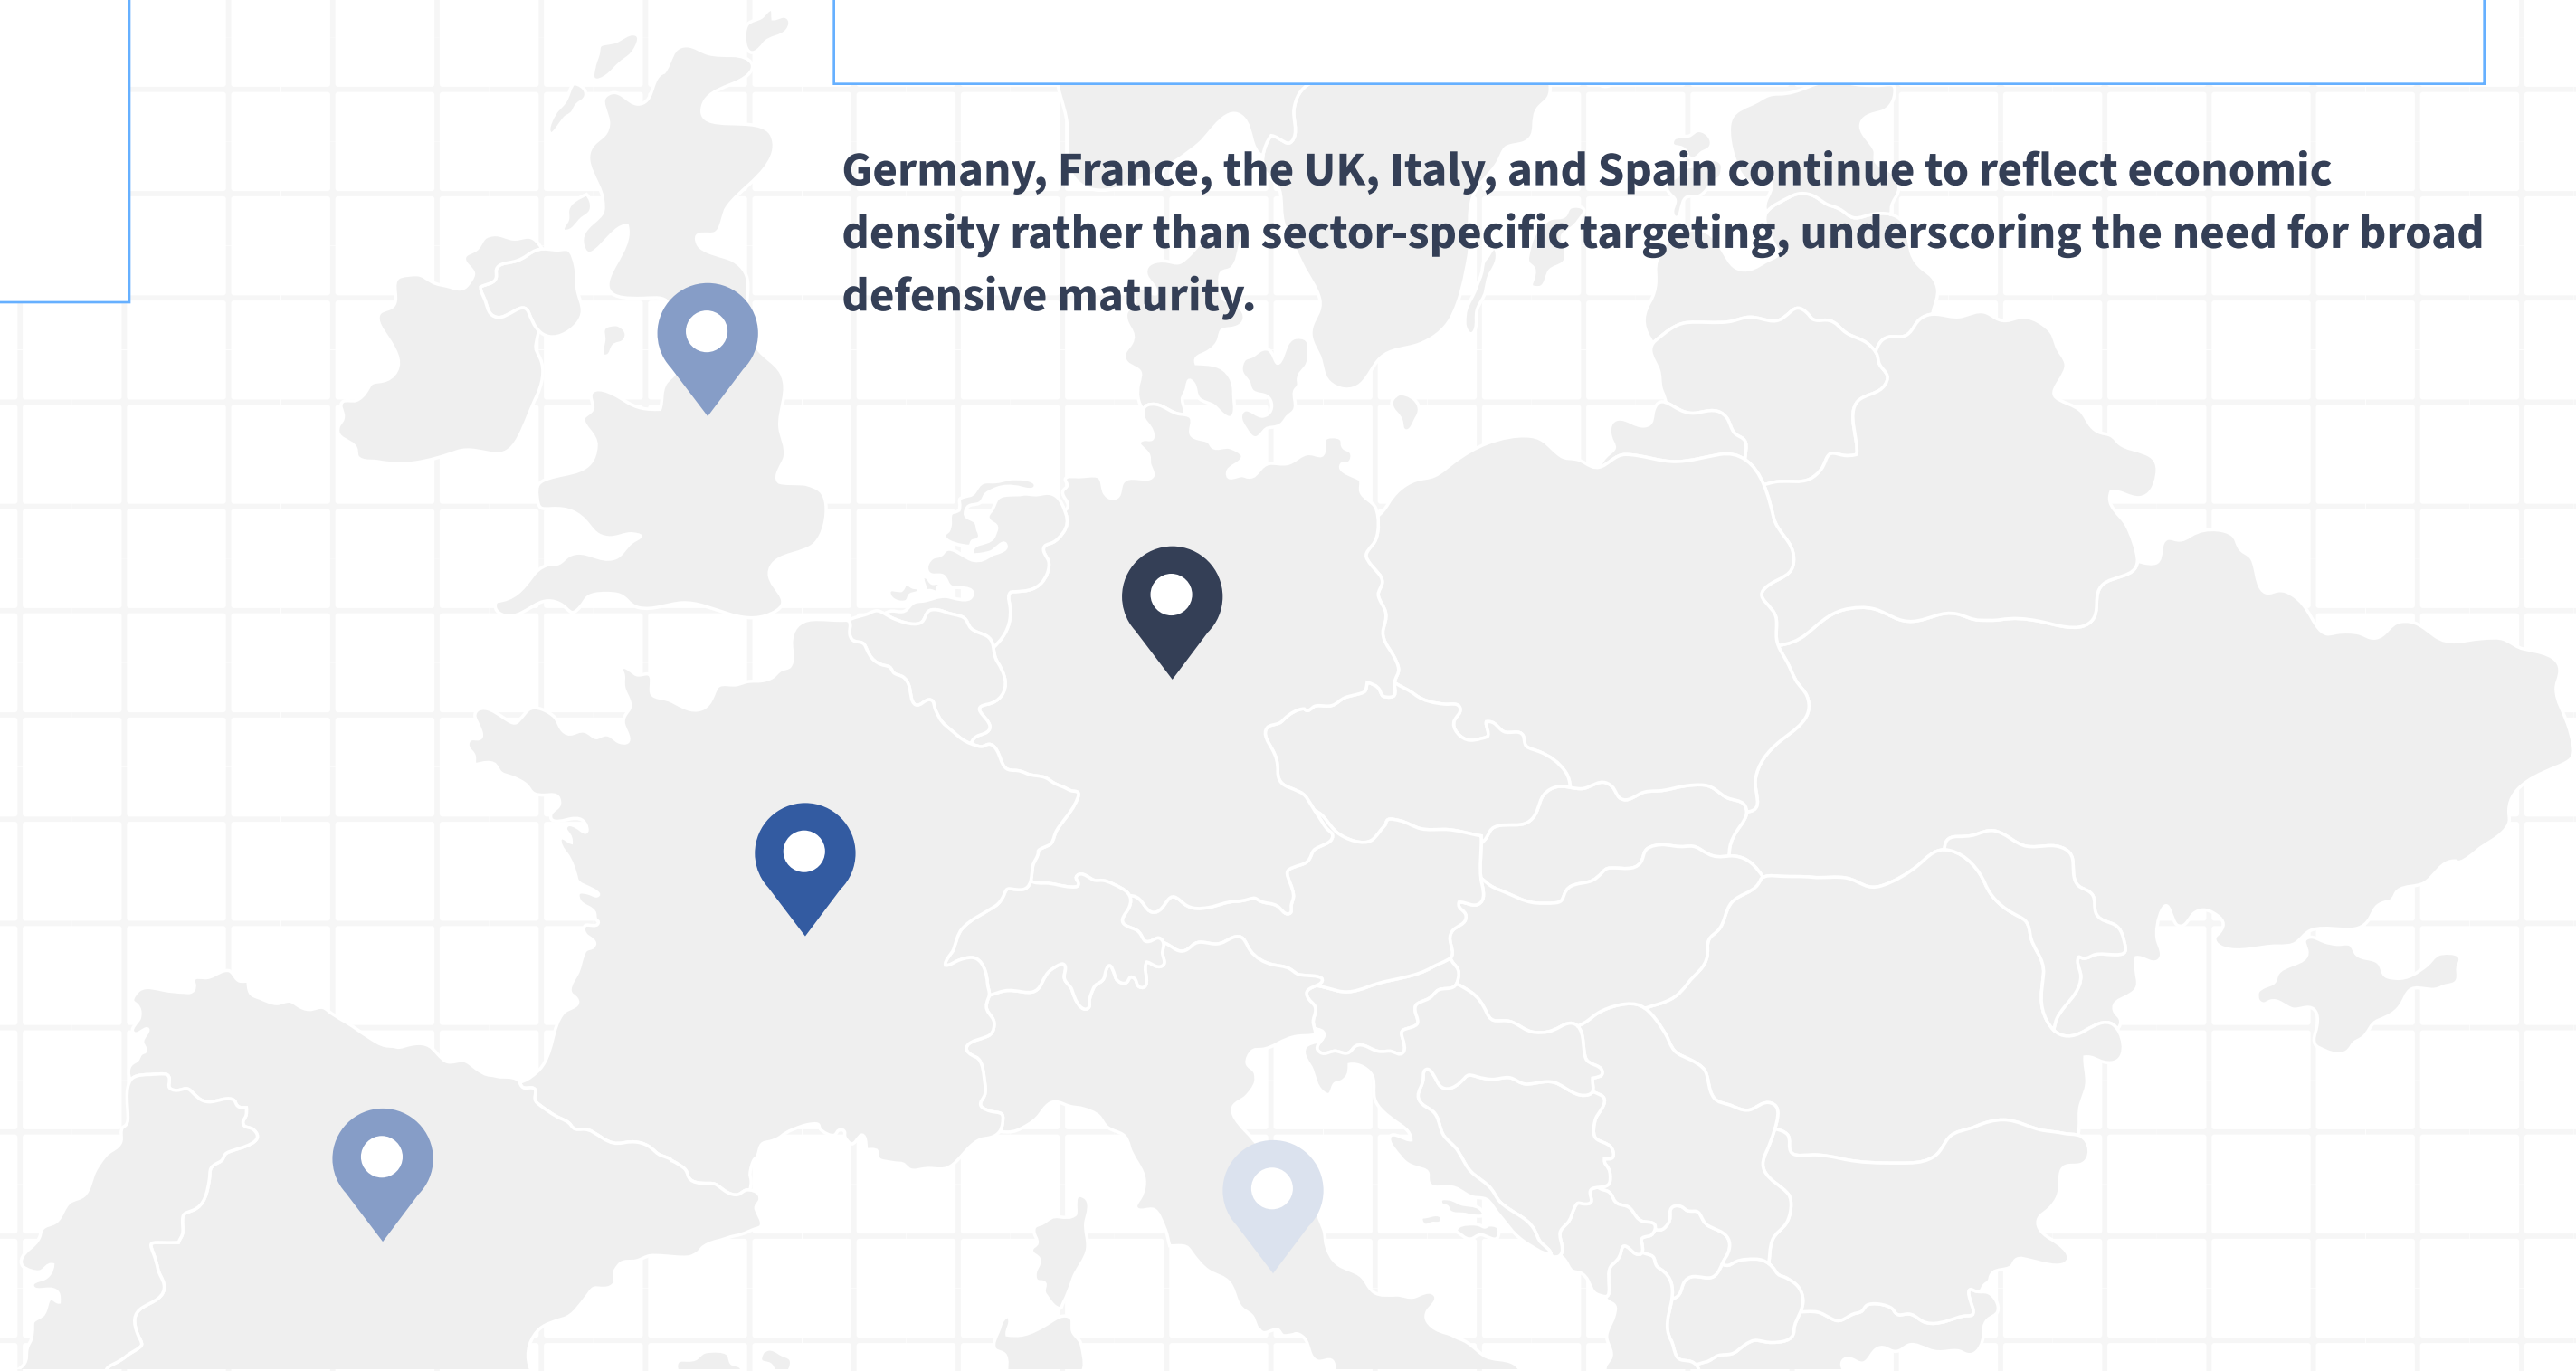 Germany, France, the UK, Italy, and Spain continue to reflect economic
density rather than sector-specific targeting, underscoring the need for broad
defensive maturity.